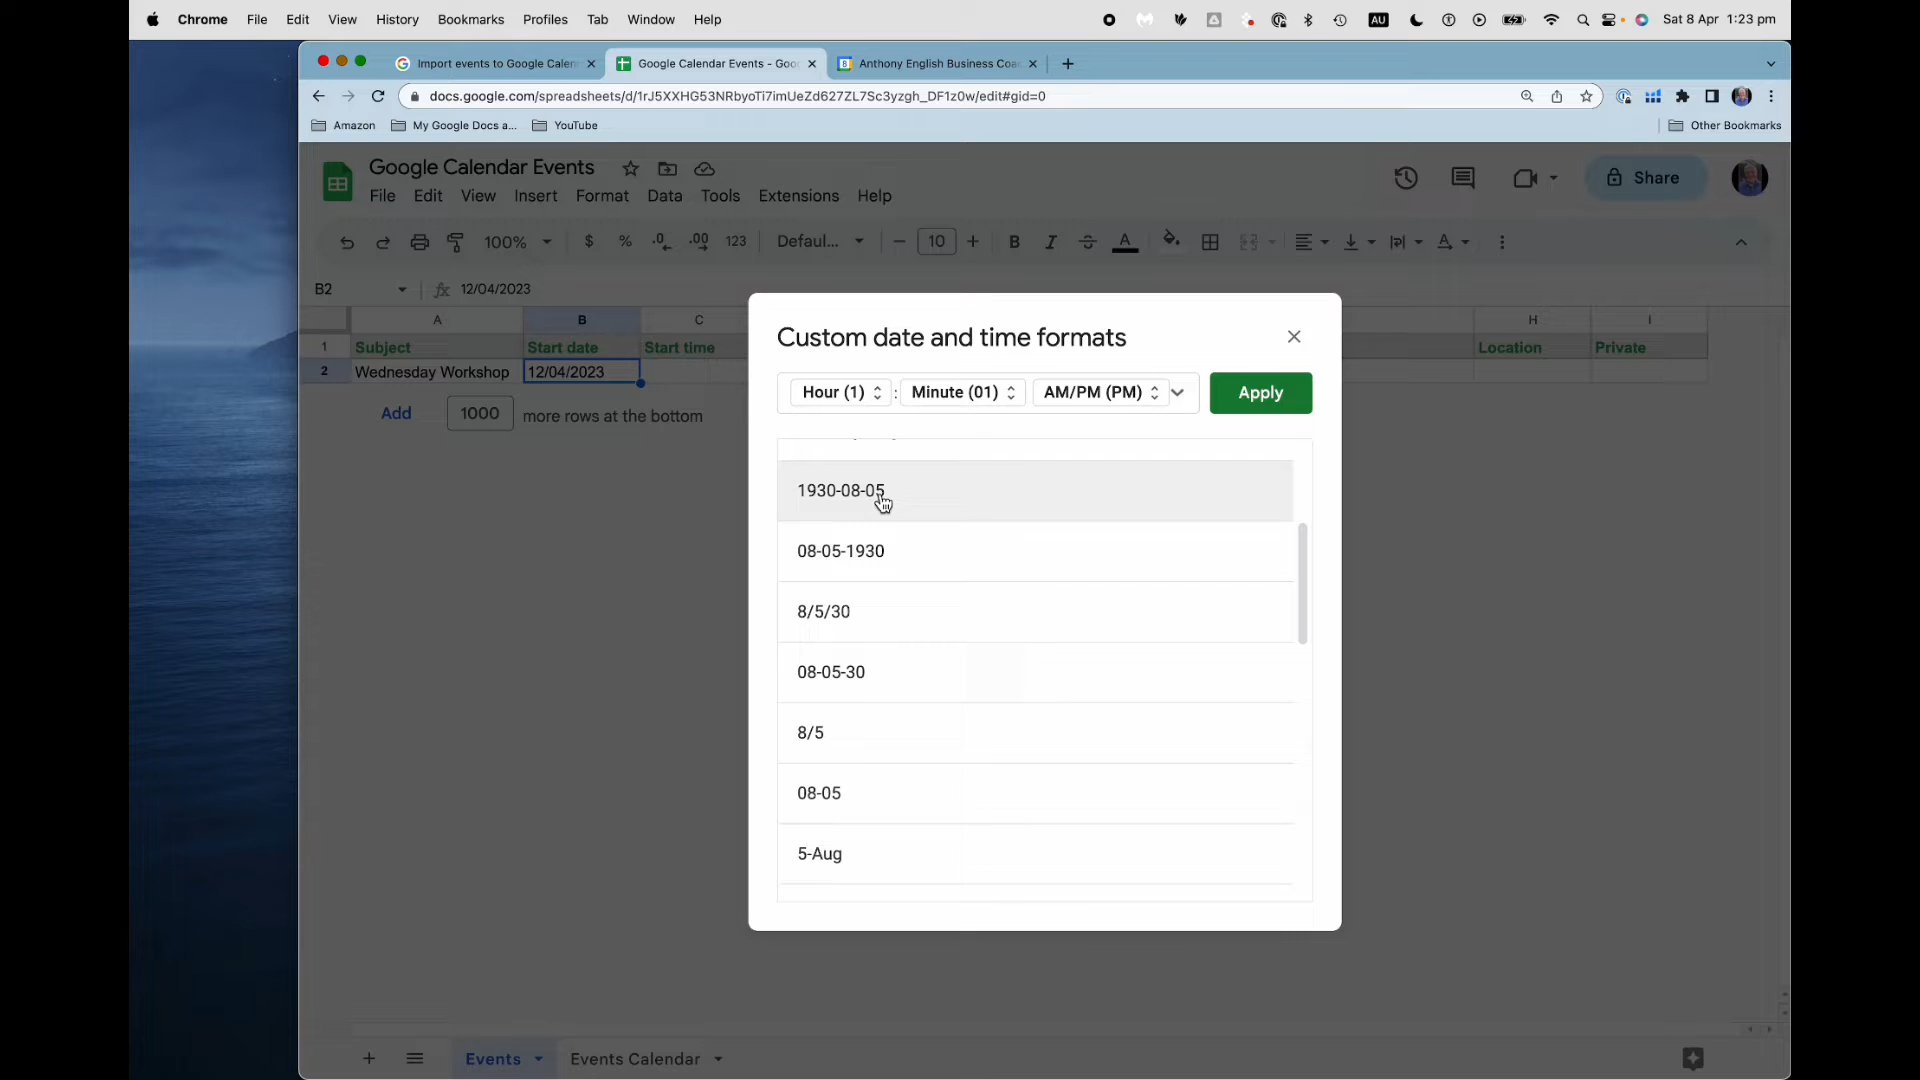 Chrome File Edit View History Bookmarks Profiles Tab Window Help AU Sat 8 Apr 1:23 pm
Import events to Google Calen Google Calendar Events - Goo Anthony English Business Coa
docs.google.com/spreadsheets/d/1rJ5XXHG53NRbyoTi7imUeZd627ZL7Sc3yzgh_DF1z0w/edit#gid=0
Amazon My Google Docs a... YouTube Other Bookmarks
Google Calendar Events
File Edit View Insert Format Data Tools Extensions Help
Share
100% $ % .0 .00 123 Defaul... 10 B I A A
B2 fx 12/04/2023
A B C H I
1 Subject Start date Start time Location Private
2 Wednesday Workshop 12/04/2023
Add 1000 more rows at the bottom
Custom date and time formats
Hour (1) : Minute (01) AM/PM (PM) Apply
1930-08-05
08-05-1930
8/5/30
08-05-30
8/5
08-05
5-Aug
Events Events Calendar